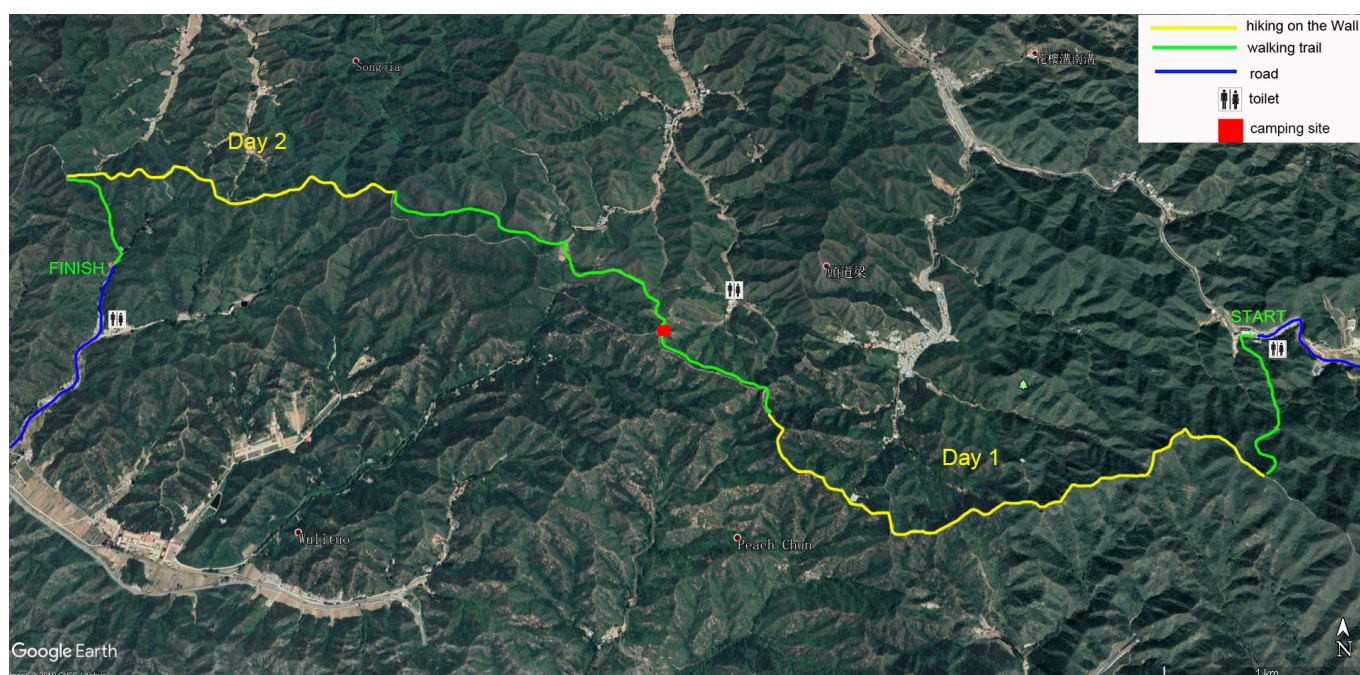 hiking on the Wall
walking trail
road
toilet
camping site
Songjia
花樓溝南溝
Day 2
FINISH
頭道梁
START
Day 1
Wulituo
Peach Chun
Google Earth
N
1 km